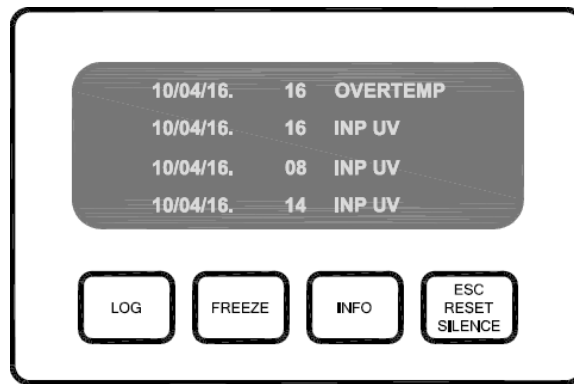 10/04/16. 16 OVERTEMP
10/04/16. 16 INP UV
10/04/16. 08 INP UV
10/04/16. 14 INP UV
LOG
FREEZE
INFO
ESC
RESET
SILENCE